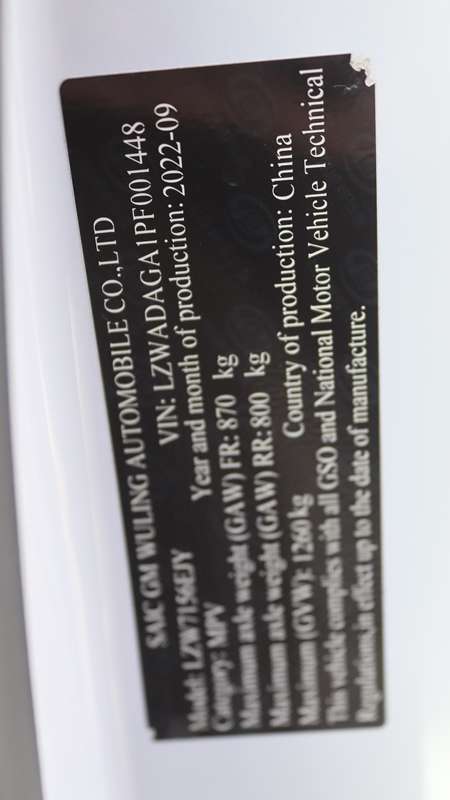 SAIC GM WULING AUTOMOBILE CO.,LTD
Model: LZW7156EJY VIN: LZWADAGA1PF001448
Category: MPV Year and month of production: 2022-09
Maximum axle weight (GAW) FR: 870 kg
Maximum axle weight (GAW) RR: 800 kg
Maximum (GVW): 1260 kg Country of production: China
This vehicle complies with all GSO and National Motor Vehicle Technical
Regulations,in effect up to the date of manufacture.